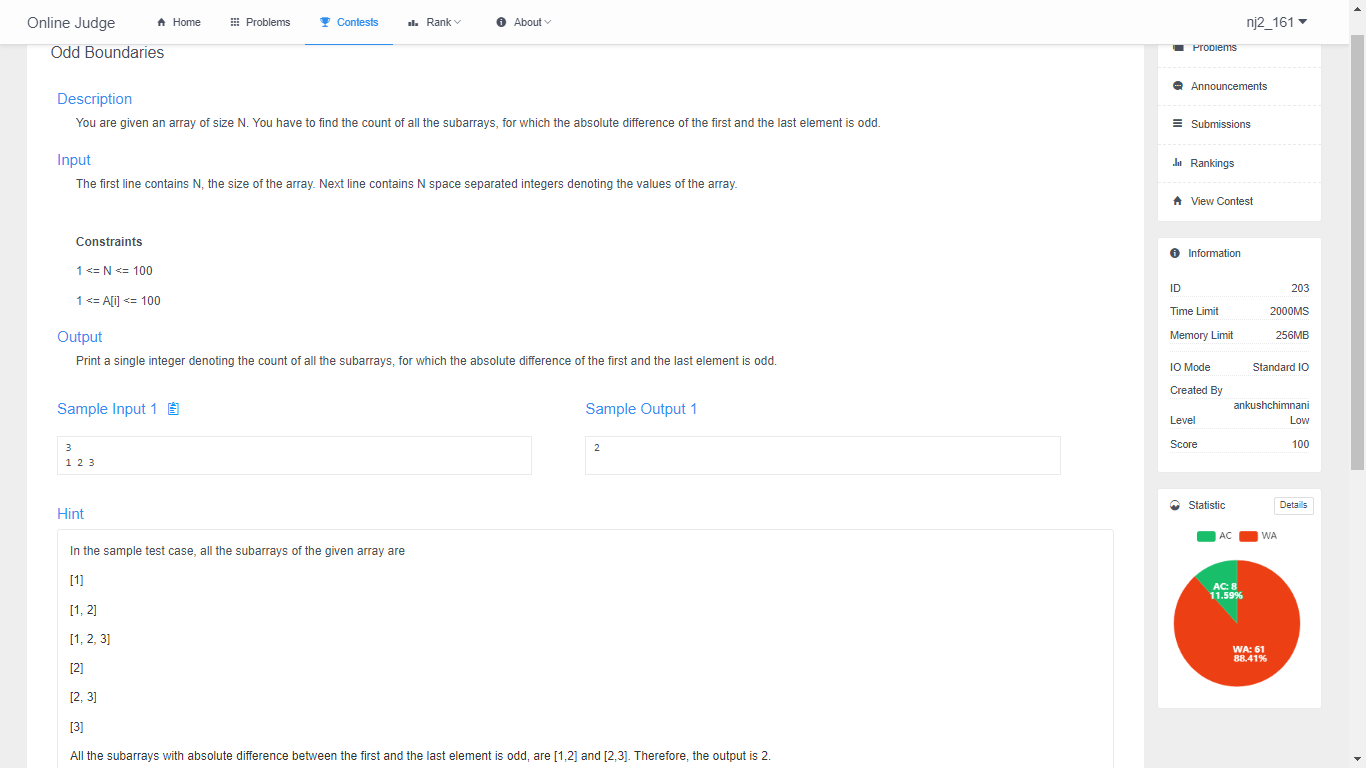 Online Judge
Home
Problems
Contests
Rank
About
nj2_161
Odd Boundaries
Description
You are given an array of size N. You have to find the count of all the subarrays, for which the absolute difference of the first and the last element is odd.
Input
The first line contains N, the size of the array. Next line contains N space separated integers denoting the values of the array.
Constraints
1 <= N <= 100
1 <= A[i] <= 100
Output
Print a single integer denoting the count of all the subarrays, for which the absolute difference of the first and the last element is odd.
Sample Input 1
3
1 2 3
Sample Output 1
2
Hint
In the sample test case, all the subarrays of the given array are
[1]
[1, 2]
[1, 2, 3]
[2]
[2, 3]
[3]
All the subarrays with absolute difference between the first and the last element is odd, are [1,2] and [2,3]. Therefore, the output is 2.
Problems
Announcements
Submissions
Rankings
View Contest
Information
ID 203
Time Limit 2000MS
Memory Limit 256MB
IO Mode Standard IO
Created By
ankushchimnani
Level Low
Score 100
Statistic
Details
AC WA
AC: 8
11.59%
WA: 61
88.41%